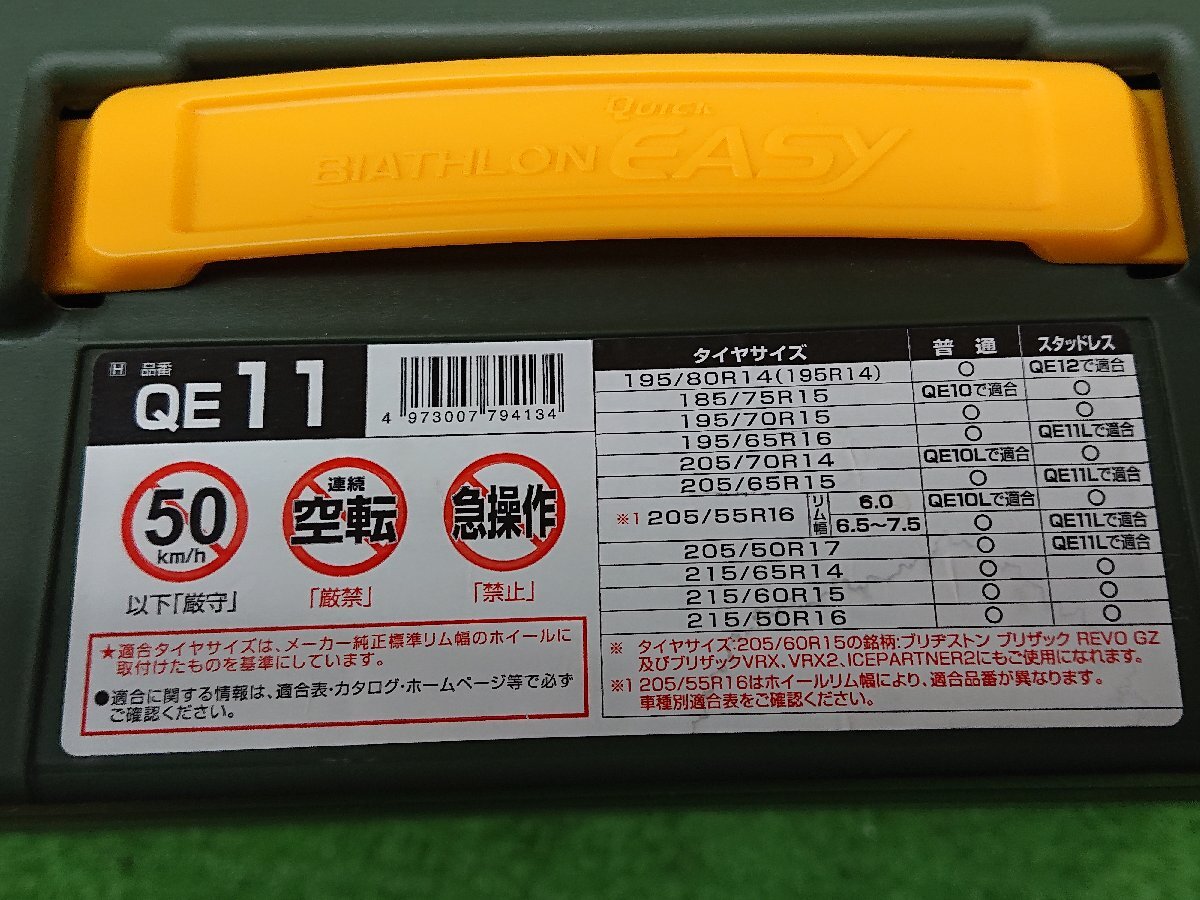 QUICK
BIATHLON EASY
H 品番
QE11
4 973007 794134
50
km/h
以下「厳守」
連続
空転
「厳禁」
急操作
「禁止」
★適合タイヤサイズは、メーカー純正標準リム幅のホイールに
取付けたものを基準にしています。
●適合に関する情報は、適合表・カタログ・ホームページ等で必ず
ご確認ください。
タイヤサイズ 普通 スタッドレス
195/80R14(195R14) ○ QE12で適合
185/75R15 QE10で適合 ○
195/70R15 ○ ○
195/65R16 ○ QE11Lで適合
205/70R14 QE10Lで適合 ○
205/65R15 ○ QE11Lで適合
※1 205/55R16 リム幅 6.0 QE10Lで適合 ○
6.5～7.5 ○ QE11Lで適合
205/50R17 ○ QE11Lで適合
215/65R14 ○ ○
215/60R15 ○ ○
215/50R16 ○ ○
※ タイヤサイズ:205/60R15の銘柄:ブリヂストン ブリザック REVO GZ
及びブリザックVRX、VRX2、ICEPARTNER2にもご使用になれます。
※1 205/55R16はホイールリム幅により、適合品番が異なります。
車種別適合表をご確認ください。